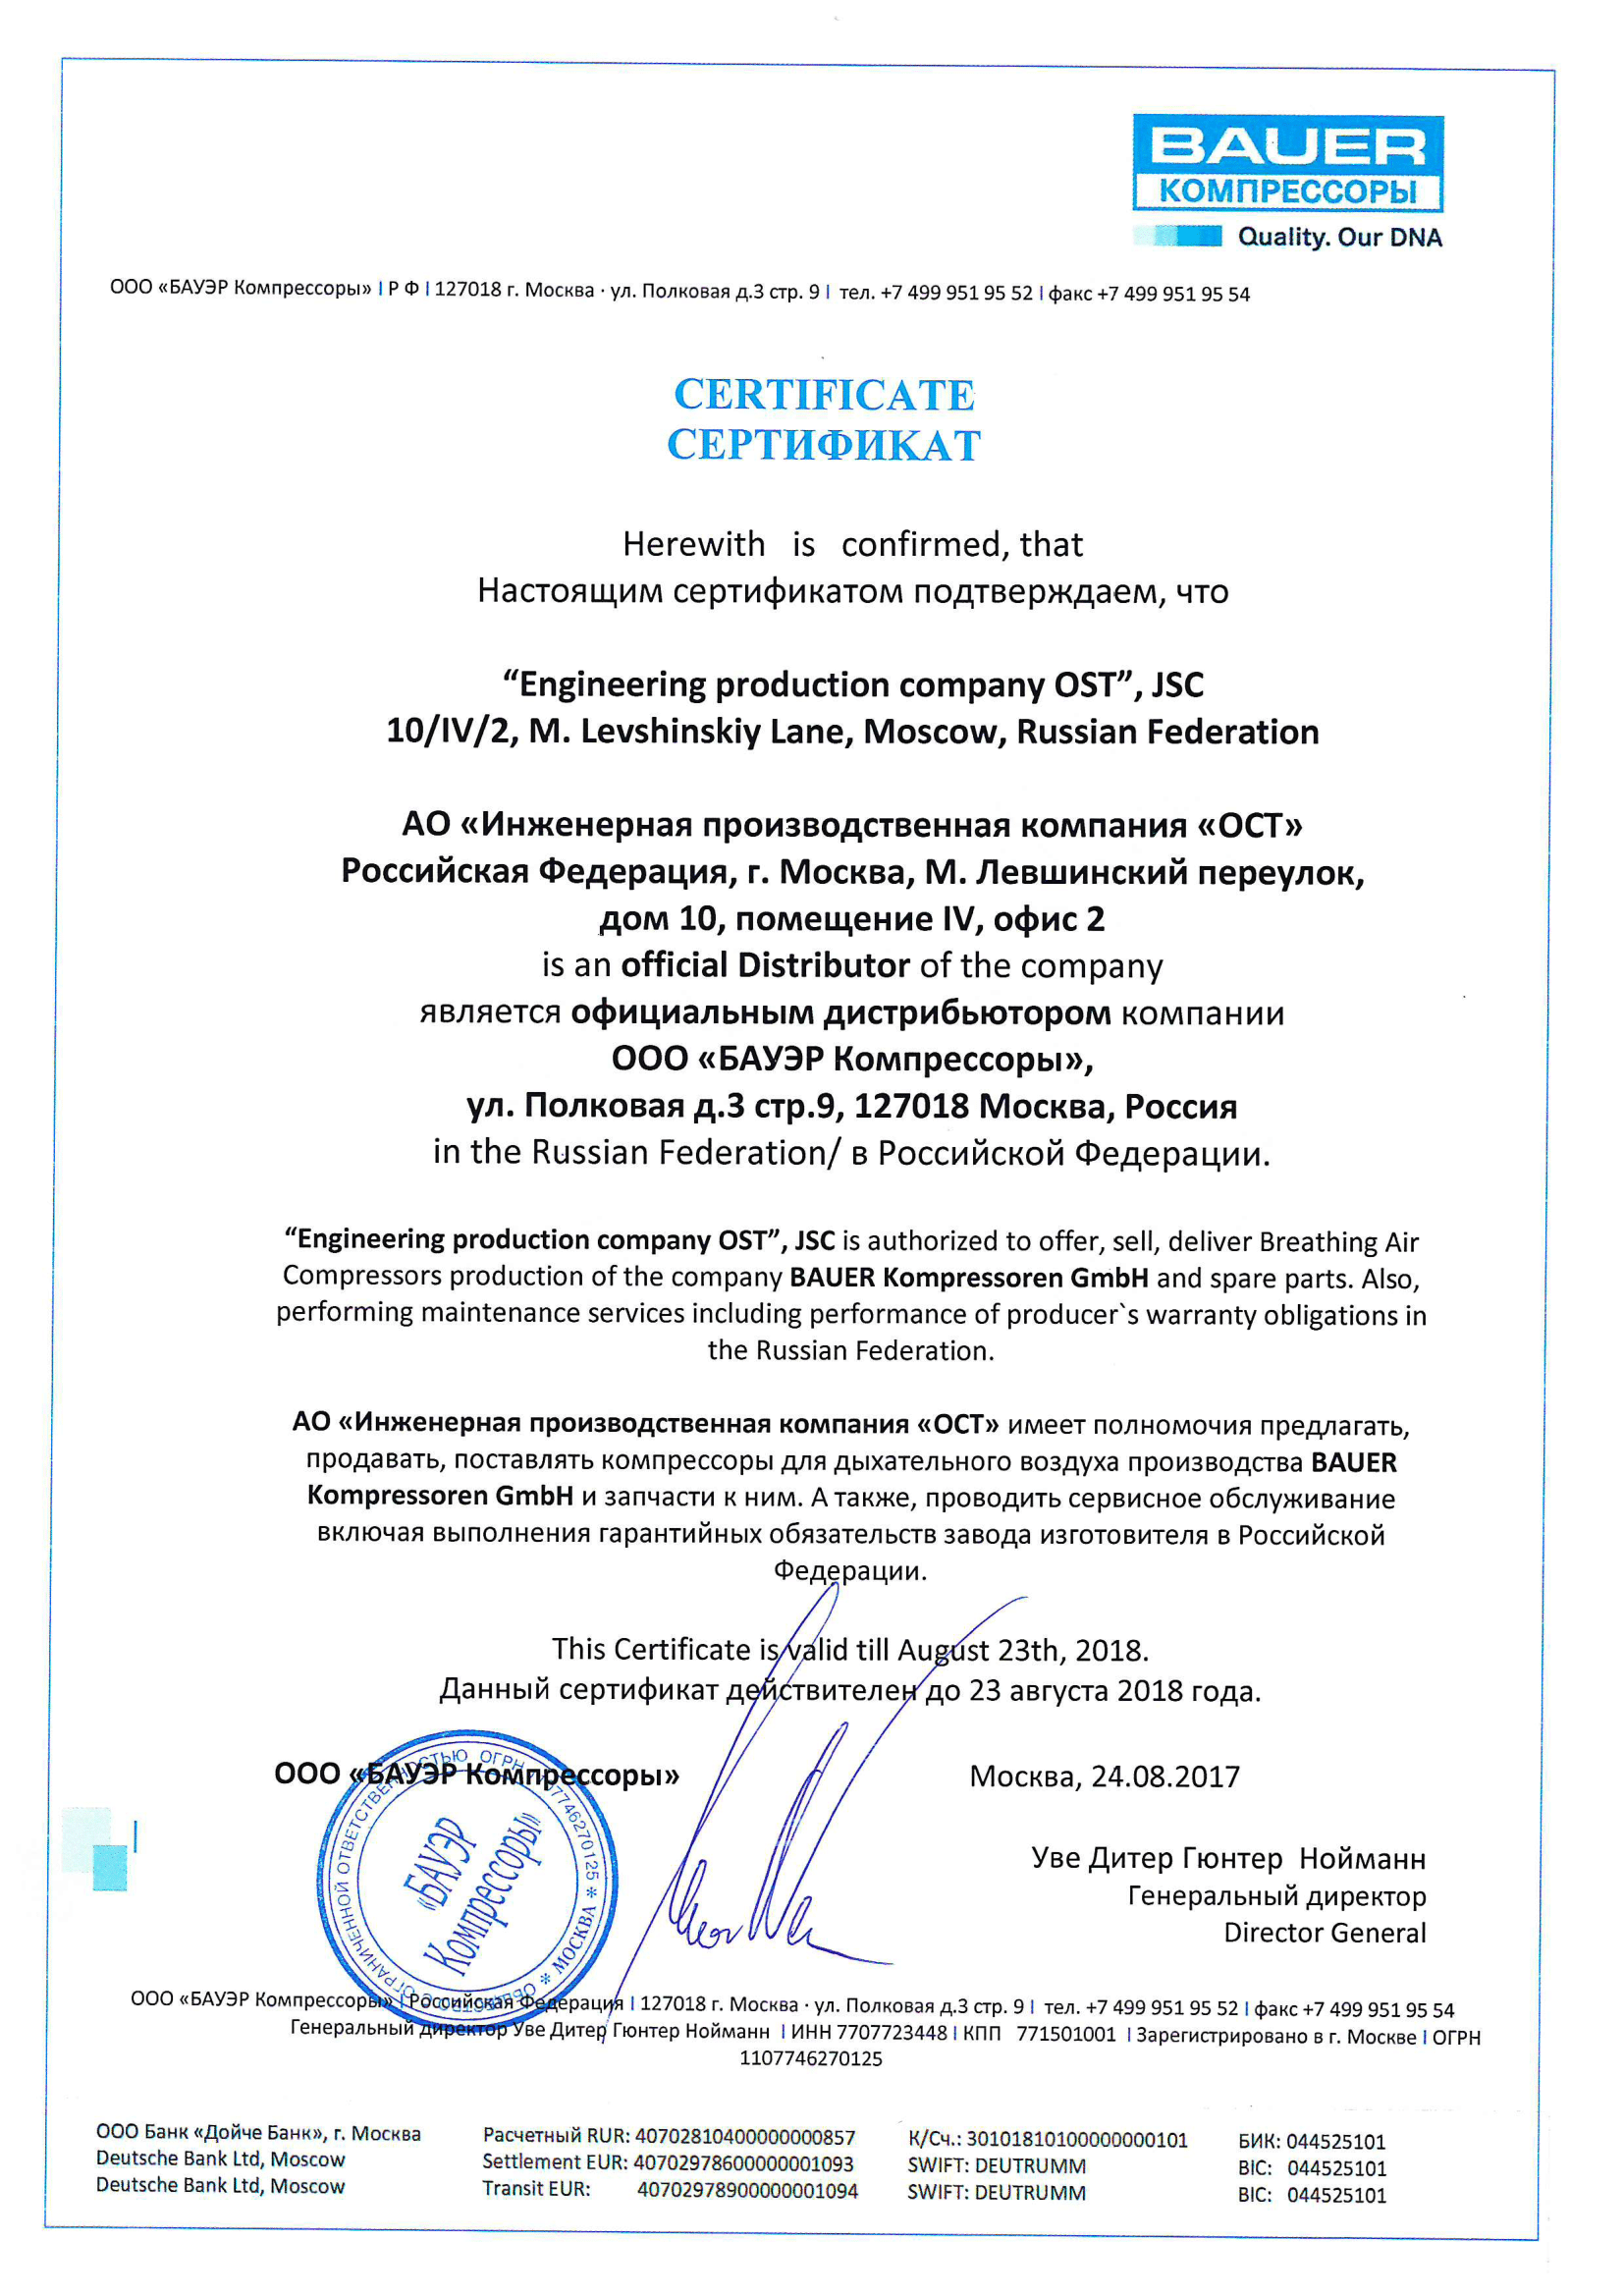 BAUER
КОМПРЕССОРЫ
Quality. Our DNA
ООО «БАУЭР Компрессоры» I Р Ф I 127018 г. Москва · ул. Полковая д.3 стр. 9 I тел. +7 499 951 95 52 I факс +7 499 951 95 54
CERTIFICATE
СЕРТИФИКАТ
Herewith is confirmed, that
Настоящим сертификатом подтверждаем, что
“Engineering production company OST”, JSC
10/IV/2, M. Levshinskiy Lane, Moscow, Russian Federation
АО «Инженерная производственная компания «ОСТ»
Российская Федерация, г. Москва, М. Левшинский переулок,
дом 10, помещение IV, офис 2
is an official Distributor of the company
является официальным дистрибьютором компании
ООО «БАУЭР Компрессоры»,
ул. Полковая д.3 стр.9, 127018 Москва, Россия
in the Russian Federation/ в Российской Федерации.
“Engineering production company OST”, JSC is authorized to offer, sell, deliver Breathing Air
Compressors production of the company BAUER Kompressoren GmbH and spare parts. Also,
performing maintenance services including performance of producer`s warranty obligations in
the Russian Federation.
АО «Инженерная производственная компания «ОСТ» имеет полномочия предлагать,
продавать, поставлять компрессоры для дыхательного воздуха производства BAUER
Kompressoren GmbH и запчасти к ним. А также, проводить сервисное обслуживание
включая выполнения гарантийных обязательств завода изготовителя в Российской
Федерации.
This Certificate is valid till August 23th, 2018.
Данный сертификат действителен до 23 августа 2018 года.
ООО «БАУЭР Компрессоры»
Москва, 24.08.2017
ОБЩЕСТВО С ОГРАНИЧЕННОЙ ОТВЕТСТВЕННОСТЬЮ ОГРН 1107746270125 * МОСКВА *
«БАУЭР
Компрессоры»
Уве Дитер Гюнтер Нойманн
Генеральный директор
Director General
ООО «БАУЭР Компрессоры» I Российская Федерация I 127018 г. Москва · ул. Полковая д.3 стр. 9 I тел. +7 499 951 95 52 I факс +7 499 951 95 54
Генеральный директор Уве Дитер Гюнтер Нойманн I ИНН 7707723448 I КПП 771501001 I Зарегистрировано в г. Москве I ОГРН
1107746270125
ООО Банк «Дойче Банк», г. Москва Расчетный RUR: 40702810400000000857 К/Сч.: 30101810100000000101 БИК: 044525101
Deutsche Bank Ltd, Moscow Settlement EUR: 40702978600000001093 SWIFT: DEUTRUMM BIC: 044525101
Deutsche Bank Ltd, Moscow Transit EUR: 40702978900000001094 SWIFT: DEUTRUMM BIC: 044525101